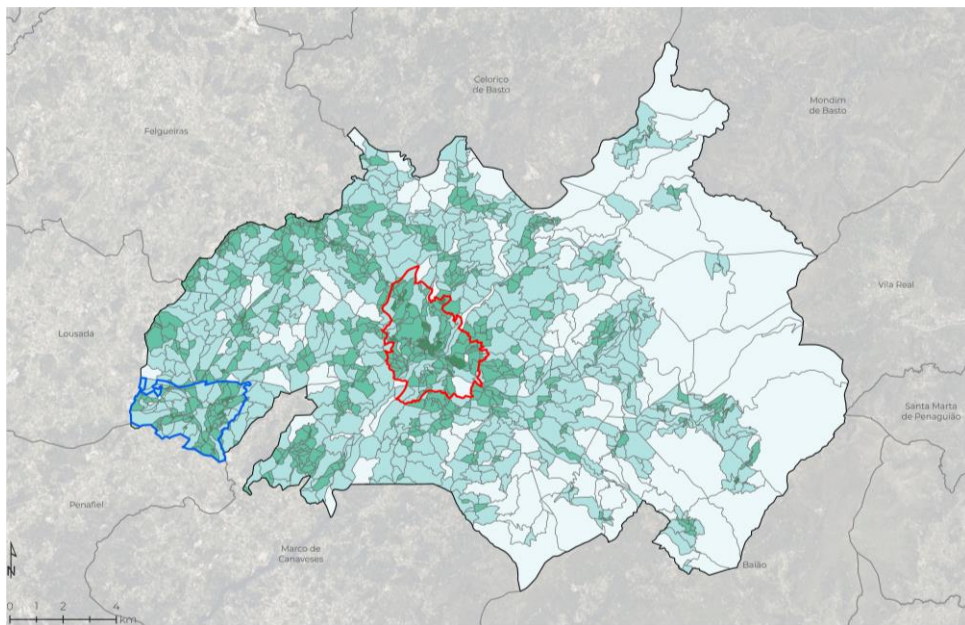 Celorico
de Basto
Mondim
de Basto
Felgueiras
Vila Real
Lousada
Santa Marta
de Penaguião
Penafiel
Marco de
Canaveses
Baião
N
0 1 2 4
km